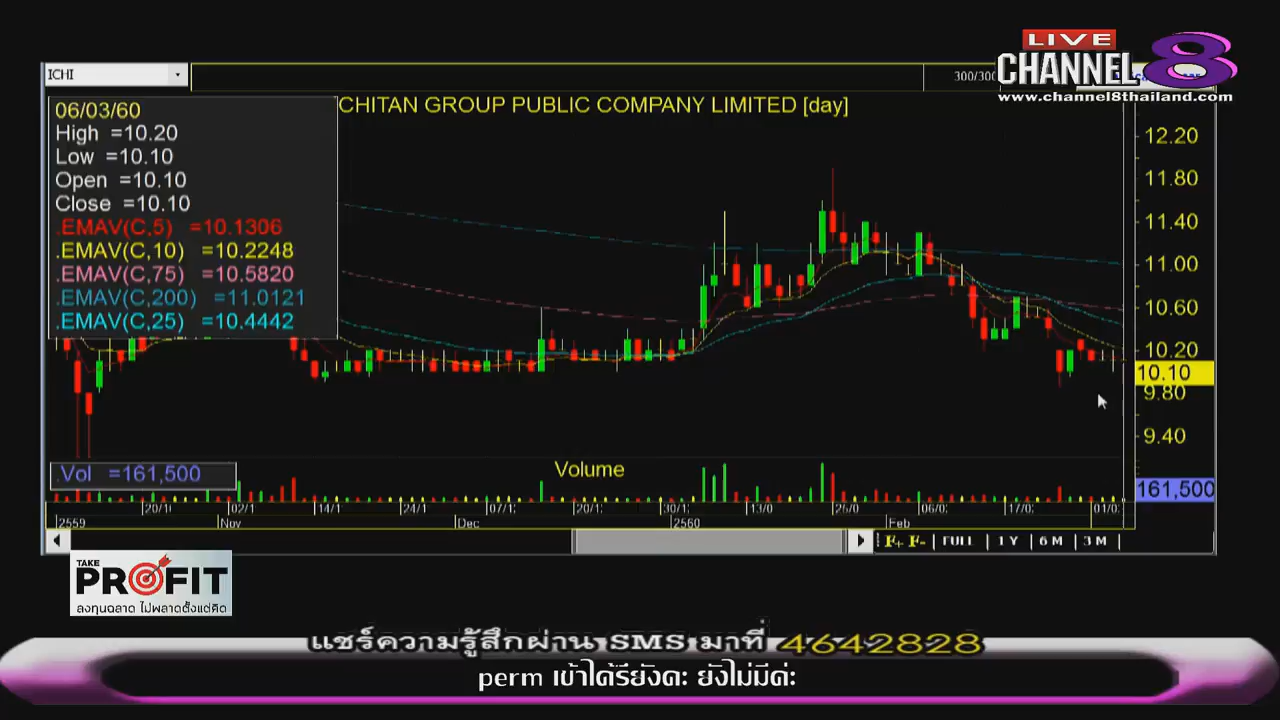 LIVE
CHANNEL 8
www.channel8thailand.com
ICHI
CHITAN GROUP PUBLIC COMPANY LIMITED [day]
06/03/60
High =10.20
Low =10.10
Open =10.10
Close =10.10
.EMAV(C,5) =10.1306
.EMAV(C,10) =10.2248
.EMAV(C,75) =10.5820
.EMAV(C,200) =11.0121
.EMAV(C,25) =10.4442
12.20
11.80
11.40
11.00
10.60
10.20
10.10
9.80
9.40
.Vol =161,500
Volume
161,500
14/1
24/1
07/1
20/1
30/1
13/0
25/0
06/0
17/0
01/0
2559 Nov Dec 2560 Feb
F+ F- FULL 1 Y 6 M 3 M
TAKE
PROFIT
ลงทุนฉลาด ไม่พลาดตั้งแต่คิด
แชร์ความรู้สึกผ่าน SMS มาที่ 4642828
perm เข้าได้รึยังคะ ยังไม่มีค่ะ